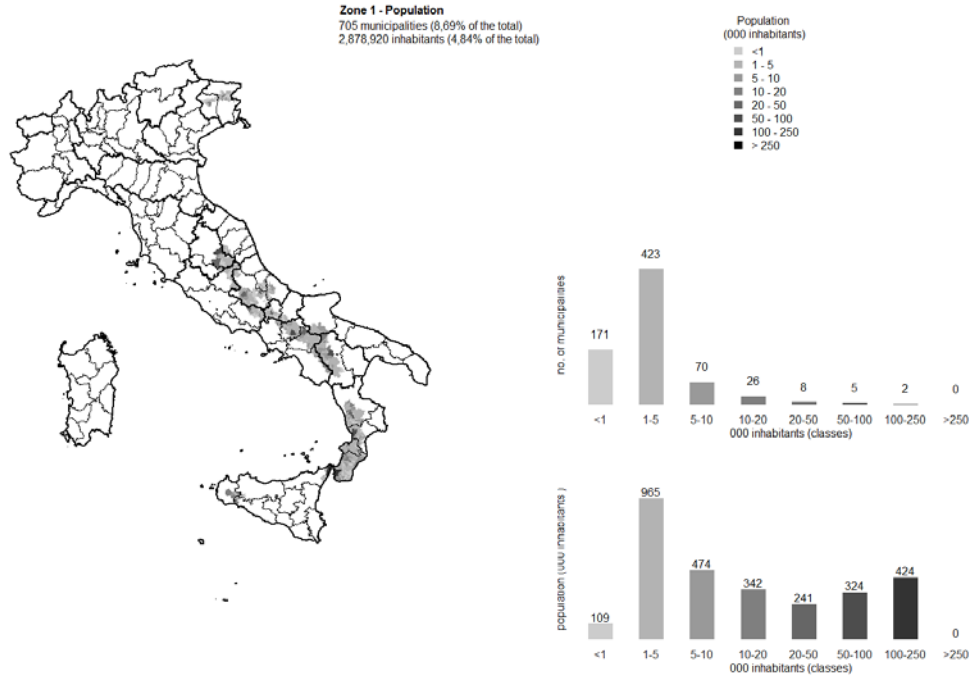 Zone 1 - Population
705 municipalities (8,69% of the total)
2,878,920 inhabitants (4,84% of the total)
Population
(000 inhabitants)
<1
1 - 5
5 - 10
10 - 20
20 - 50
50 - 100
100 - 250
> 250
no. of municipalities
171
423
70
26
8
5
2
0
<1
1-5
5-10
10-20
20-50
50-100
100-250
>250
000 inhabitants (classes)
population (000 inhabitants )
109
965
474
342
241
324
424
0
<1
1-5
5-10
10-20
20-50
50-100
100-250
>250
000 inhabitants (classes)